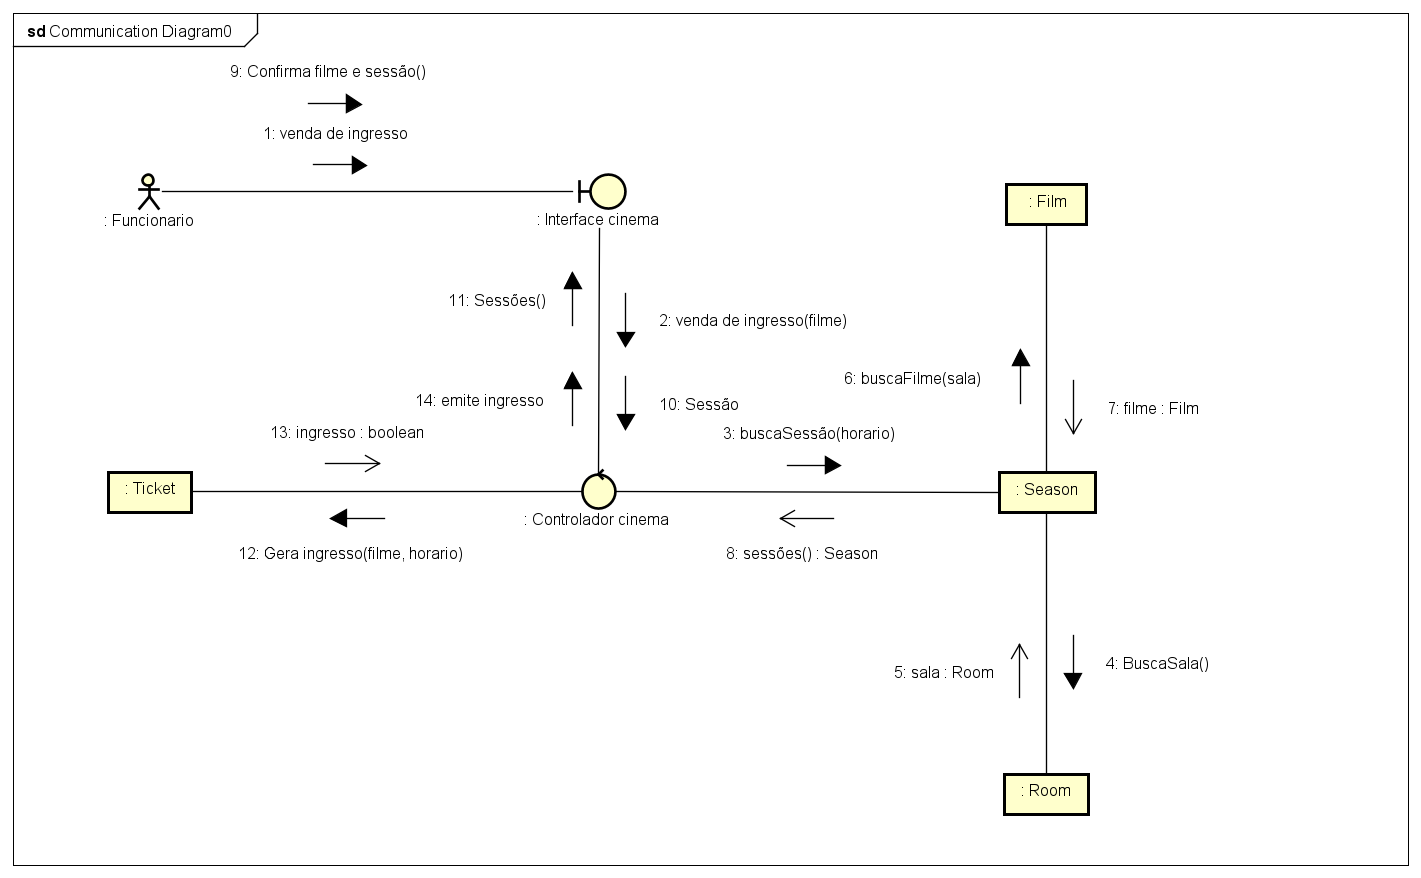 sd Communication Diagram0
9: Confirma filme e sessão()
1: venda de ingresso
: Funcionario
: Interface cinema
: Film
11: Sessões()
2: venda de ingresso(filme)
6: buscaFilme(sala)
7: filme : Film
14: emite ingresso
10: Sessão
13: ingresso : boolean
3: buscaSessão(horario)
: Ticket
: Season
: Controlador cinema
12: Gera ingresso(filme, horario)
8: sessões() : Season
5: sala : Room
4: BuscaSala()
: Room